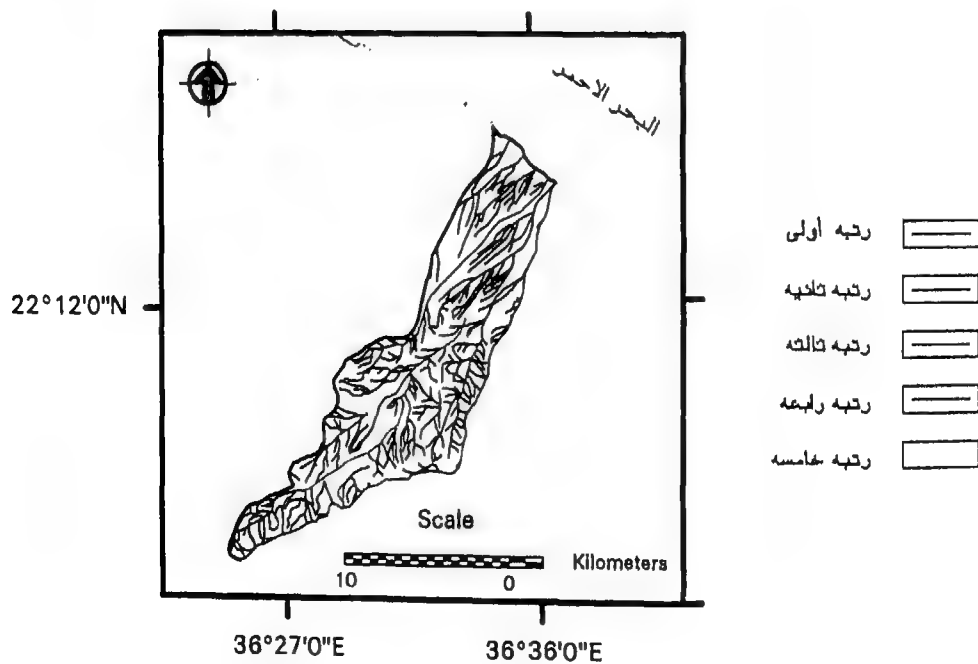 البحر الاحمر
رتبه أولى
رتبه ثانيه
22°12'0"N
رتبه ثالثه
رتبه رابعه
رتبه خامسه
Scale
Kilometers
10 0
36°27'0"E 36°36'0"E